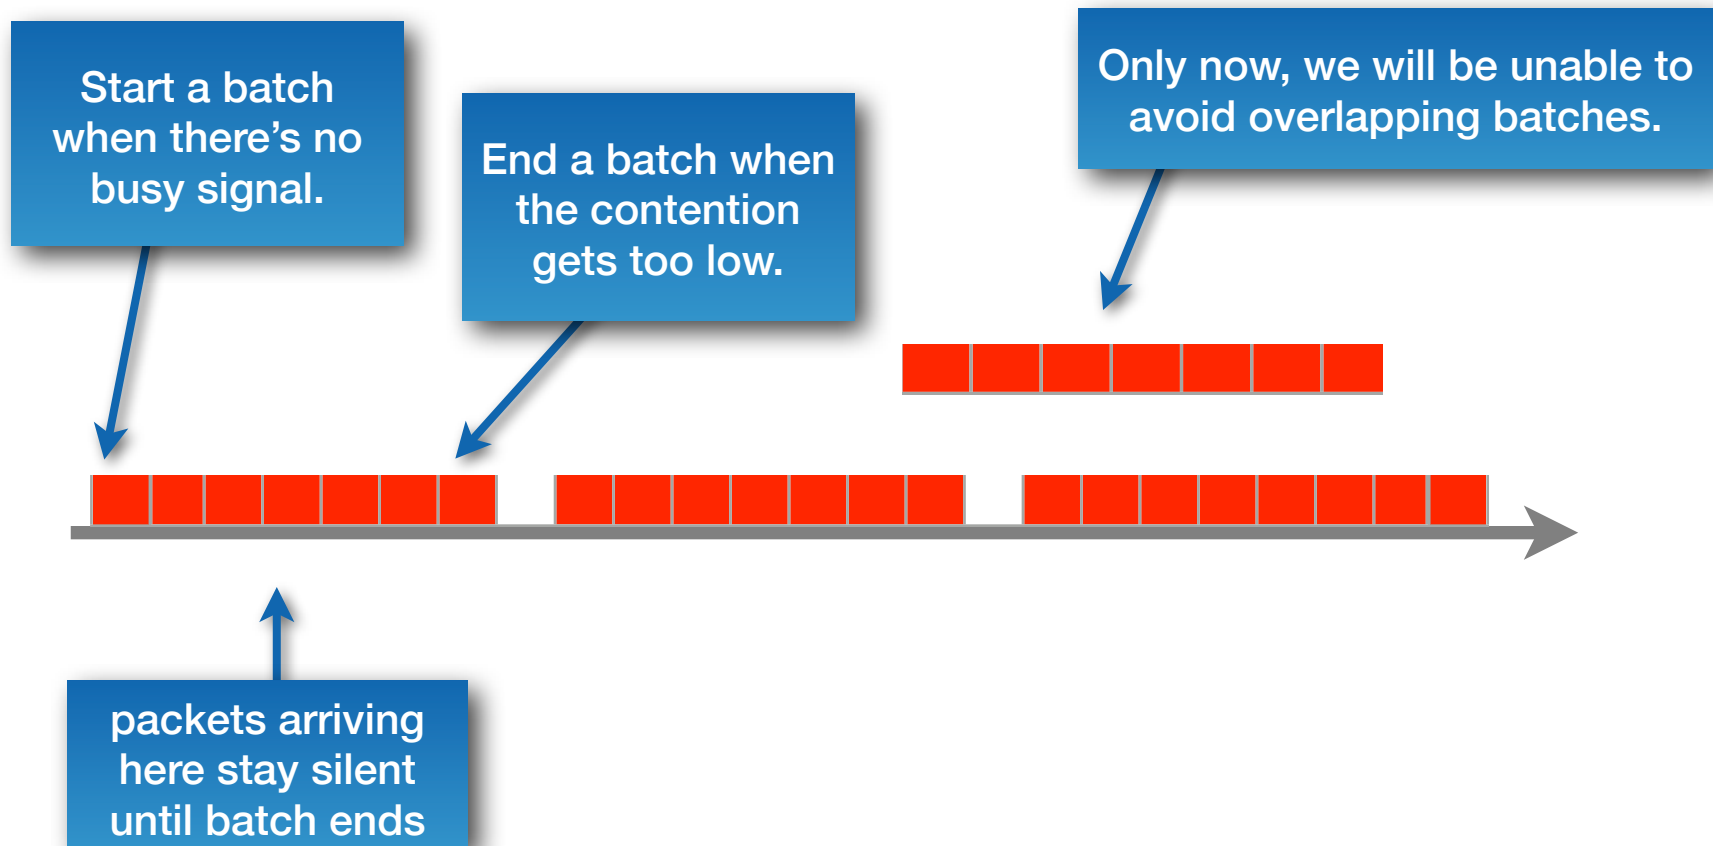 Start a batch
when there’s no
busy signal.
End a batch when
the contention
gets too low.
Only now, we will be unable to
avoid overlapping batches.
packets arriving
here stay silent
until batch ends